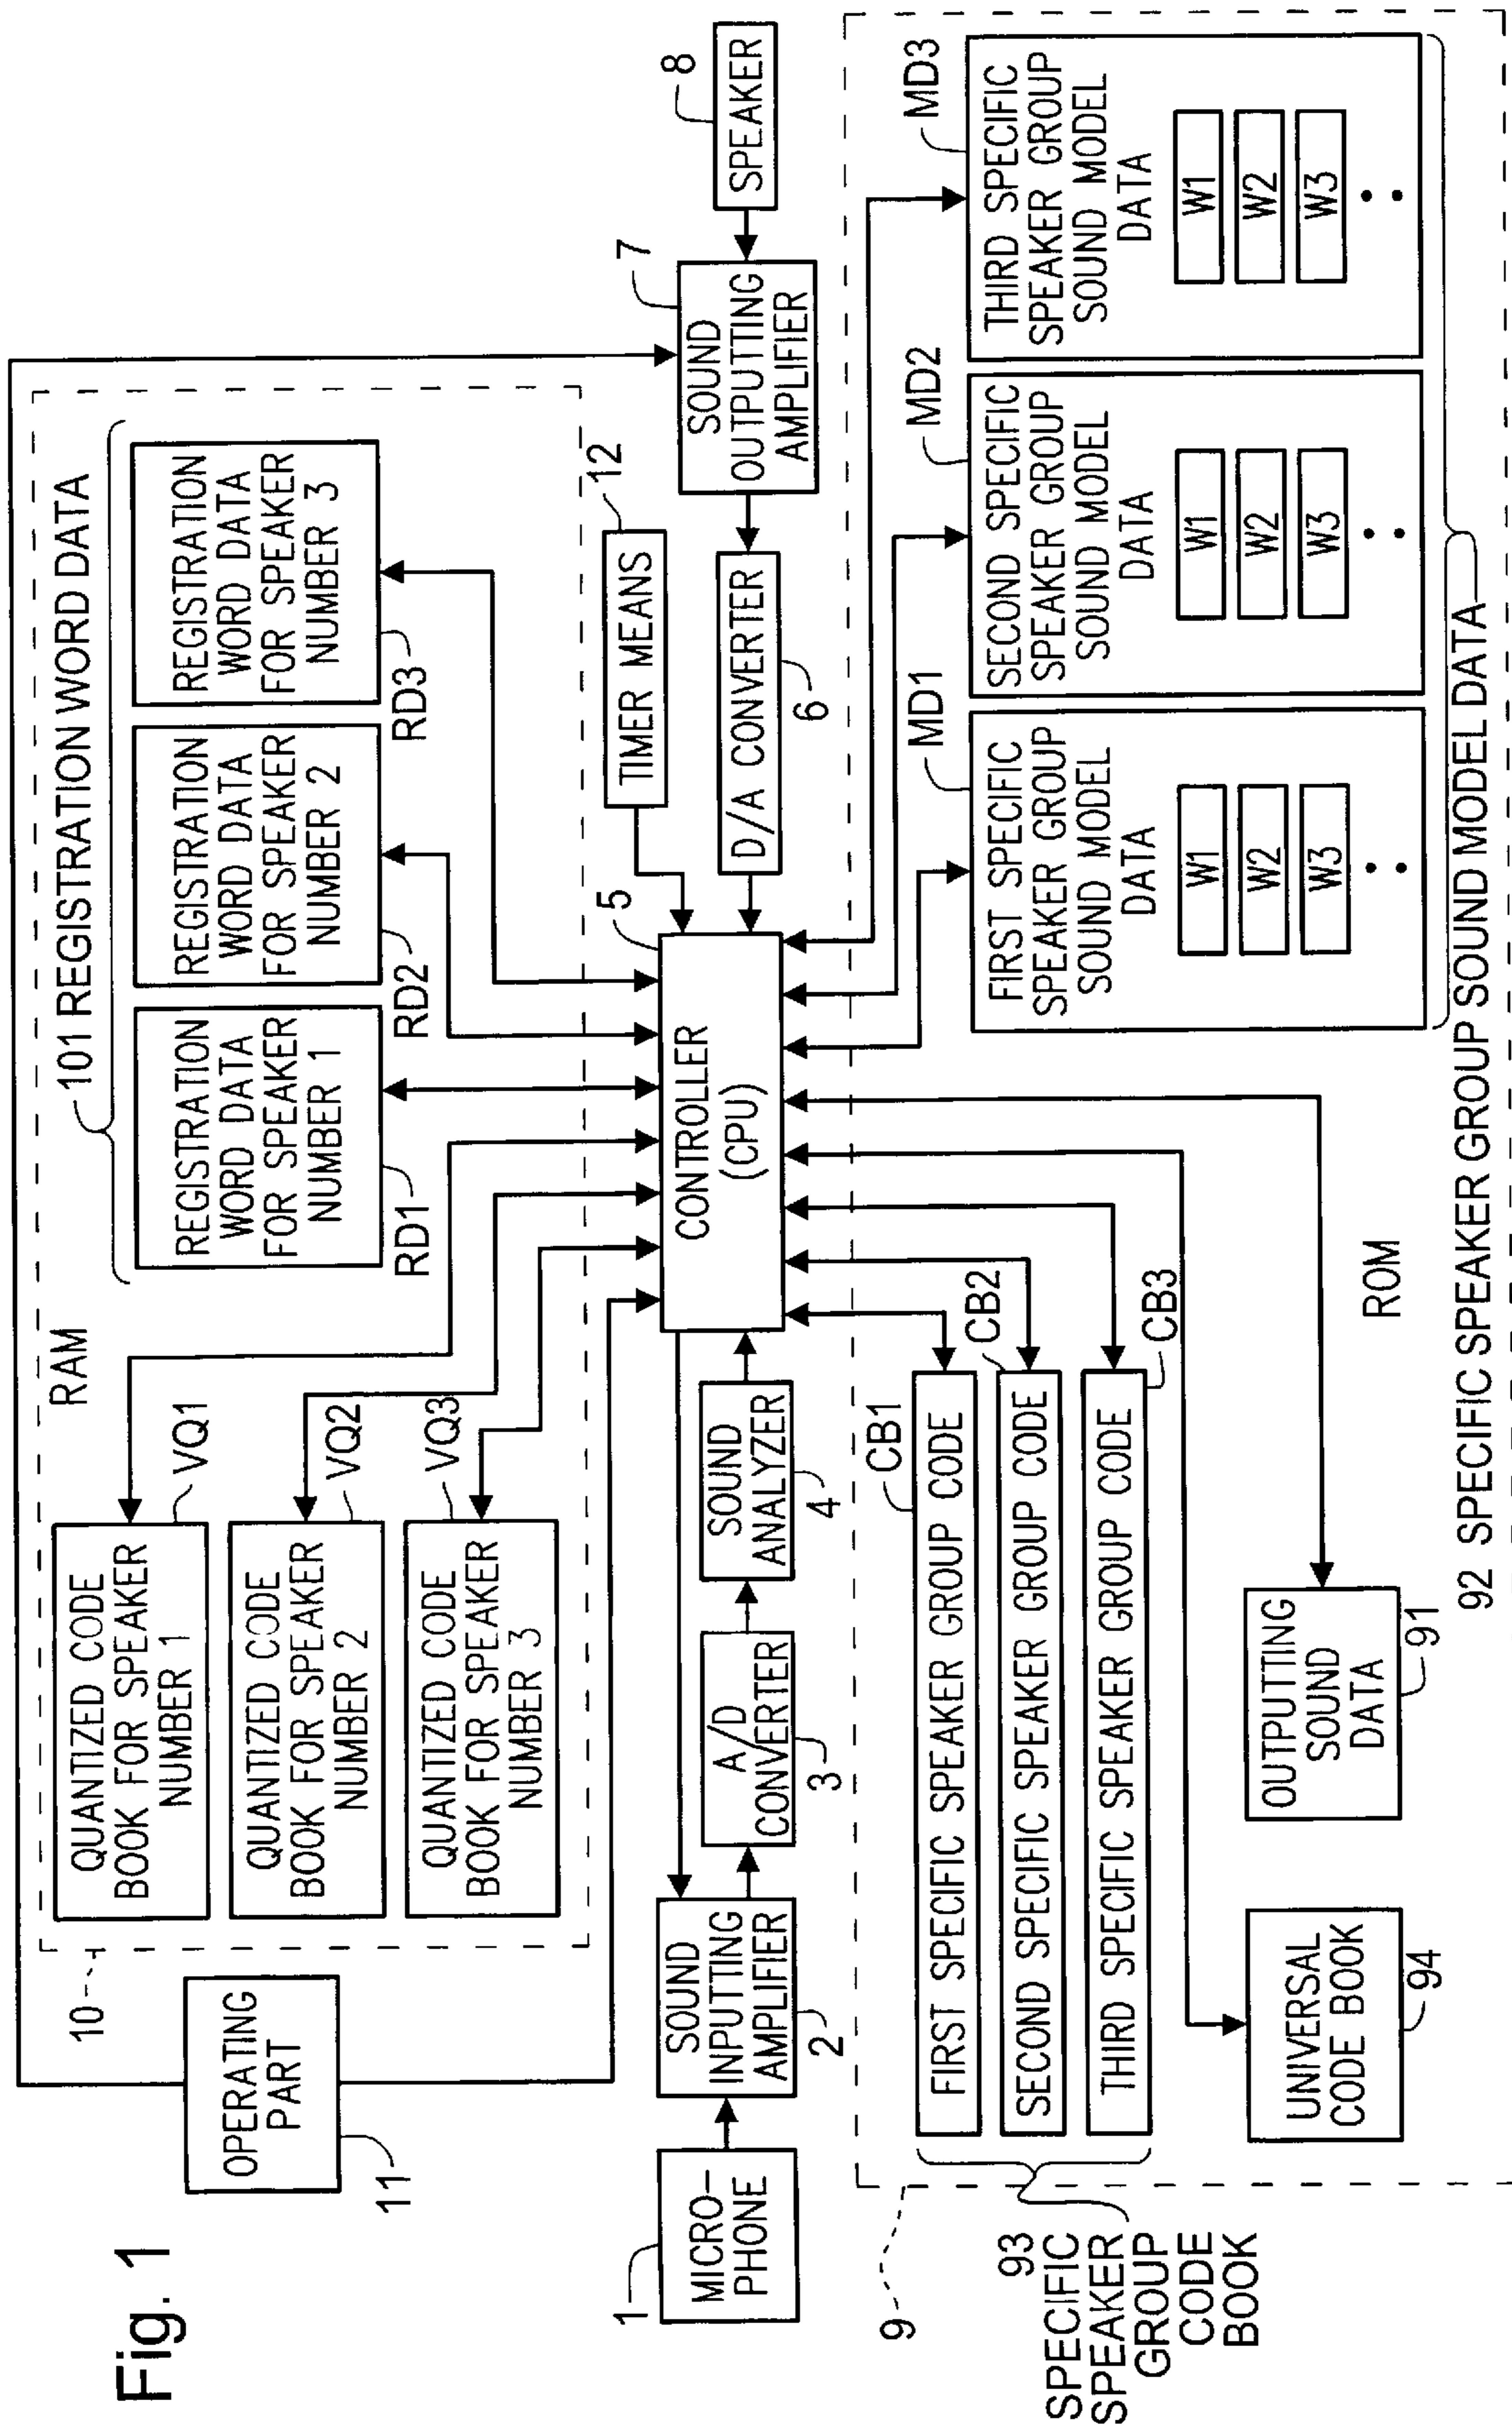 Fig. 1
OPERATING
PART
11
10
RAM
QUANTIZED CODE
BOOK FOR SPEAKER
NUMBER 1
VQ1
QUANTIZED CODE
BOOK FOR SPEAKER
NUMBER 2
VQ2
QUANTIZED CODE
BOOK FOR SPEAKER
NUMBER 3
VQ3
101 REGISTRATION WORD DATA
REGISTRATION
WORD DATA
FOR SPEAKER
NUMBER 1
RD1
REGISTRATION
WORD DATA
FOR SPEAKER
NUMBER 2
RD2
REGISTRATION
WORD DATA
FOR SPEAKER
NUMBER 3
RD3
1
MICRO-
PHONE
SOUND
INPUTING
AMPLIFIER
2
A/D
CONVERTER
3
SOUND
ANALYZER
4
5
CONTROLLER
(CPU)
TIMER MEANS
12
D/A CONVERTER
6
7
SOUND
OUTPUTING
AMPLIFIER
8
SPEAKER
9
93
SPECIFIC
SPEAKER
GROUP
CODE
BOOK
FIRST SPECIFIC SPEAKER GROUP CODE
CB1
SECOND SPECIFIC SPEAKER GROUP CODE
CB2
THIRD SPECIFIC SPEAKER GROUP CODE
CB3
UNIVERSAL
CODE BOOK
94
OUTPUTING
SOUND
DATA
91
ROM
MD1
FIRST SPECIFIC
SPEAKER GROUP
SOUND MODEL
DATA
W1
W2
W3
MD2
SECOND SPECIFIC
SPEAKER GROUP
SOUND MODEL
DATA
W1
W2
W3
MD3
THIRD SPECIFIC
SPEAKER GROUP
SOUND MODEL
DATA
W1
W2
W3
92 SPECIFIC SPEAKER GROUP SOUND MODEL DATA